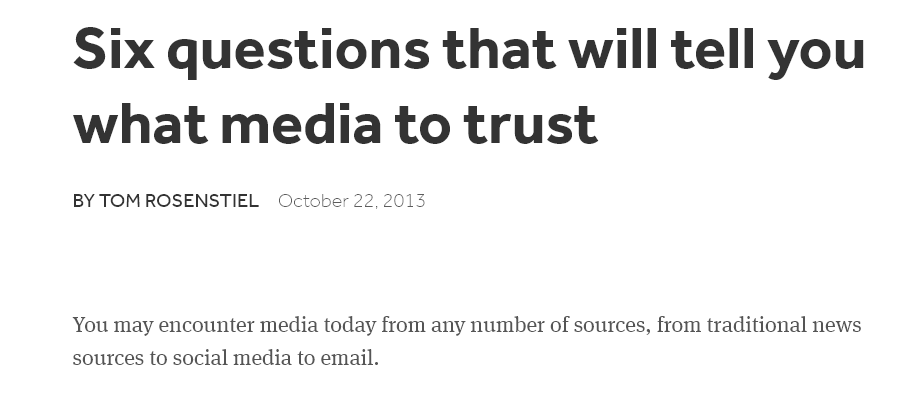 Six questions that will tell you
what media to trust
BY TOM ROSENSTIEL October 22, 2013
You may encounter media today from any number of sources, from traditional news
sources to social media to email.